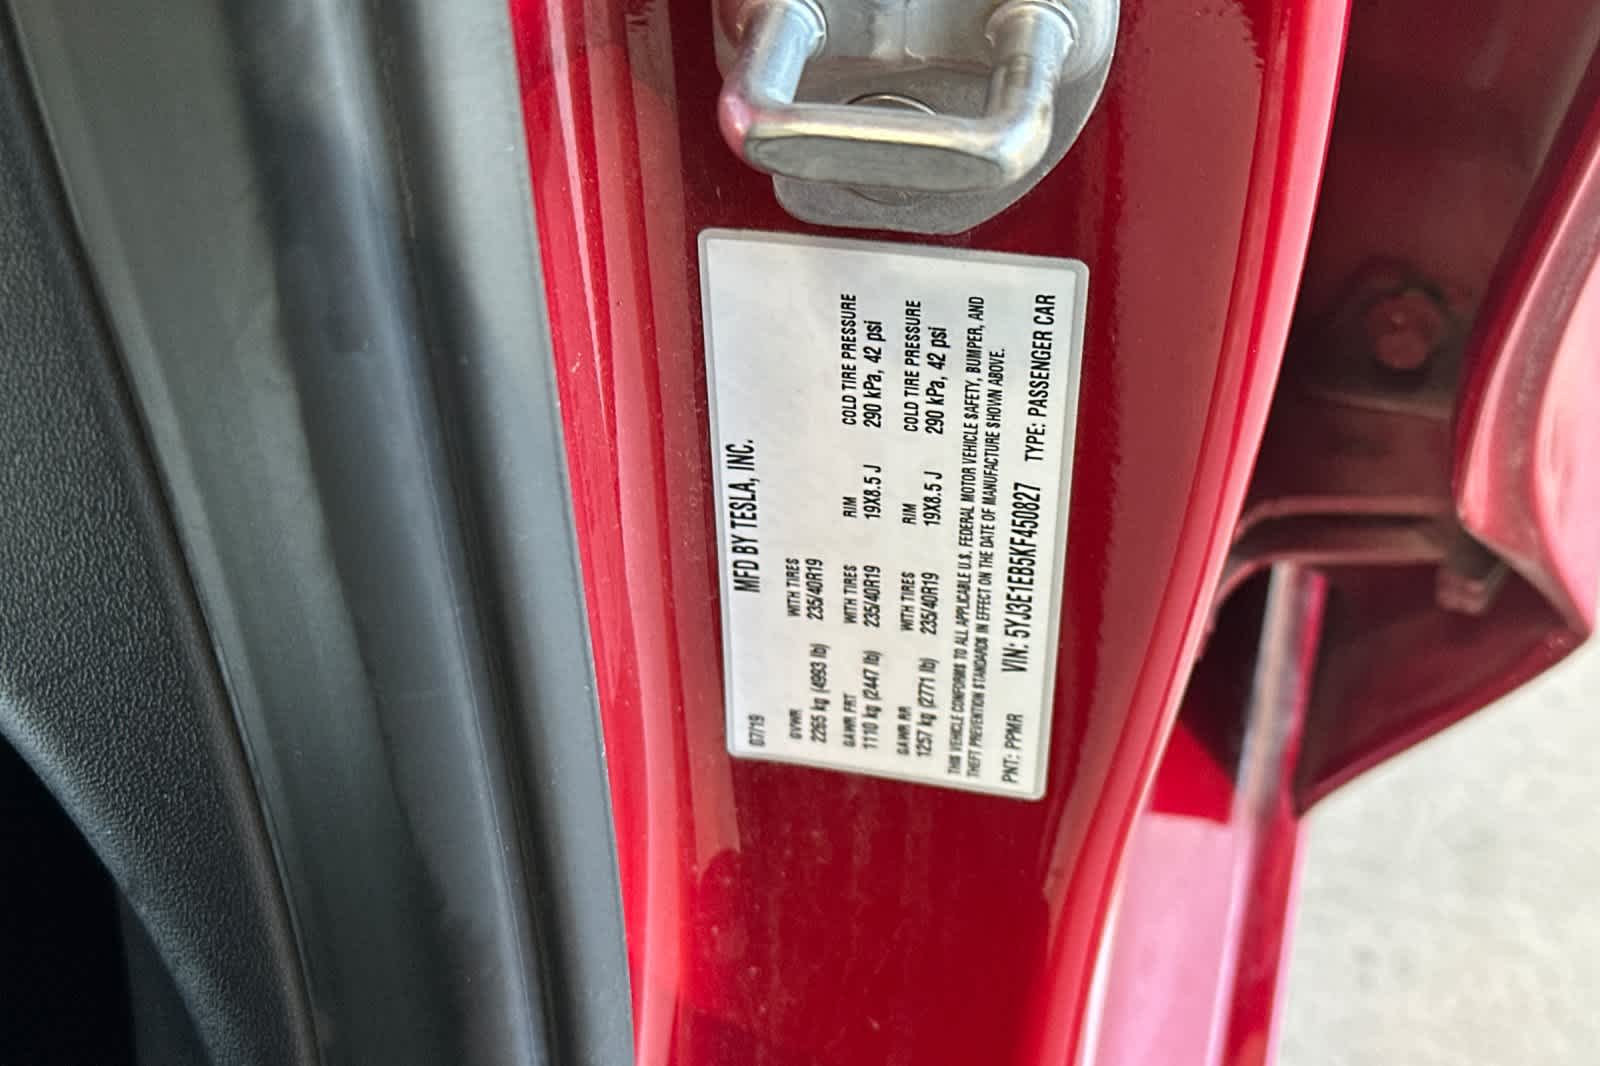 MFD BY TESLA, INC.
07/19
GVWR WITH TIRES
2265 kg (4993 lb) 235/40R19
GAWR FRT WITH TIRES RIM COLD TIRE PRESSURE
1110 kg (2447 lb) 235/40R19 19X8.5 J 290 kPa, 42 psi
GAWR RR WITH TIRES RIM COLD TIRE PRESSURE
1257 kg (2771 lb) 235/40R19 19X8.5 J 290 kPa, 42 psi
THIS VEHICLE CONFORMS TO ALL APPLICABLE U.S. FEDERAL MOTOR VEHICLE SAFETY, BUMPER, AND
THEFT PREVENTION STANDARDS IN EFFECT ON THE DATE OF MANUFACTURE SHOWN ABOVE.
PNT: PPMR VIN: 5YJ3E1EB5KF450827 TYPE: PASSENGER CAR